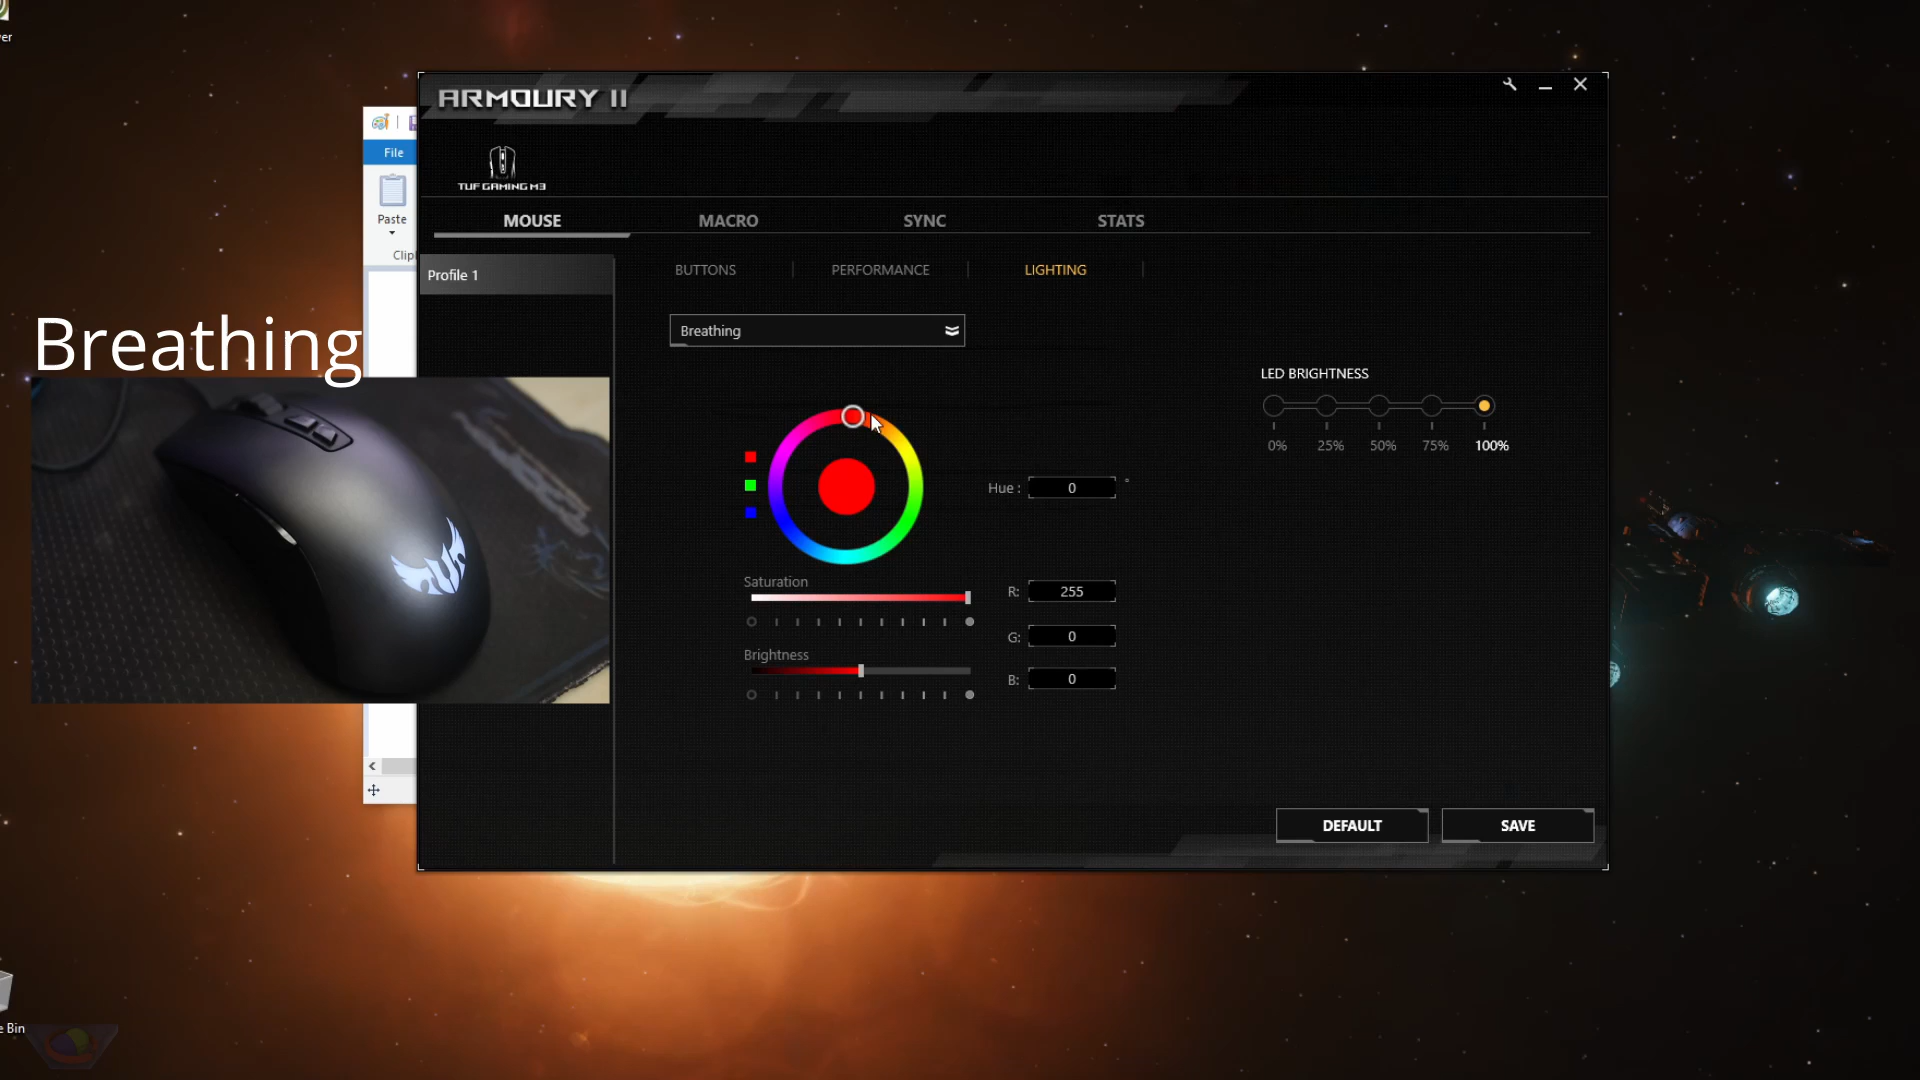 er
ARMOURY II
File
TUF GAMING M3
Paste
MOUSE
MACRO
SYNC
STATS
Profile 1
BUTTONS
PERFORMANCE
LIGHTING
Breathing
Breathing
LED BRIGHTNESS
0%
25%
50%
75%
100%
Hue :
0
°
Saturation
R:
255
G:
0
Brightness
B:
0
DEFAULT
SAVE
e Bin
Clip